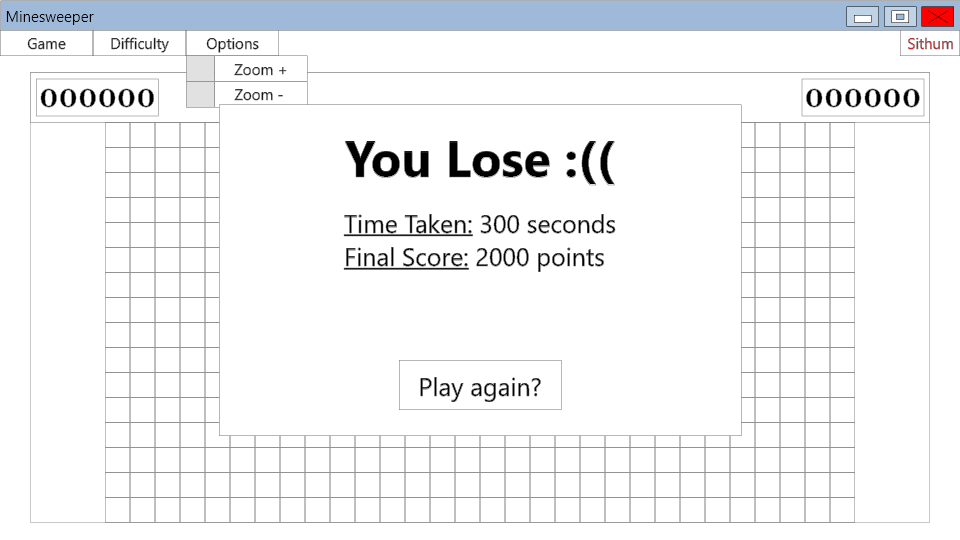 Minesweeper
Game Difficulty Options Sithum
Zoom +
Zoom -
000000 000000
You Lose :((
Time Taken: 300 seconds
Final Score: 2000 points
Play again?